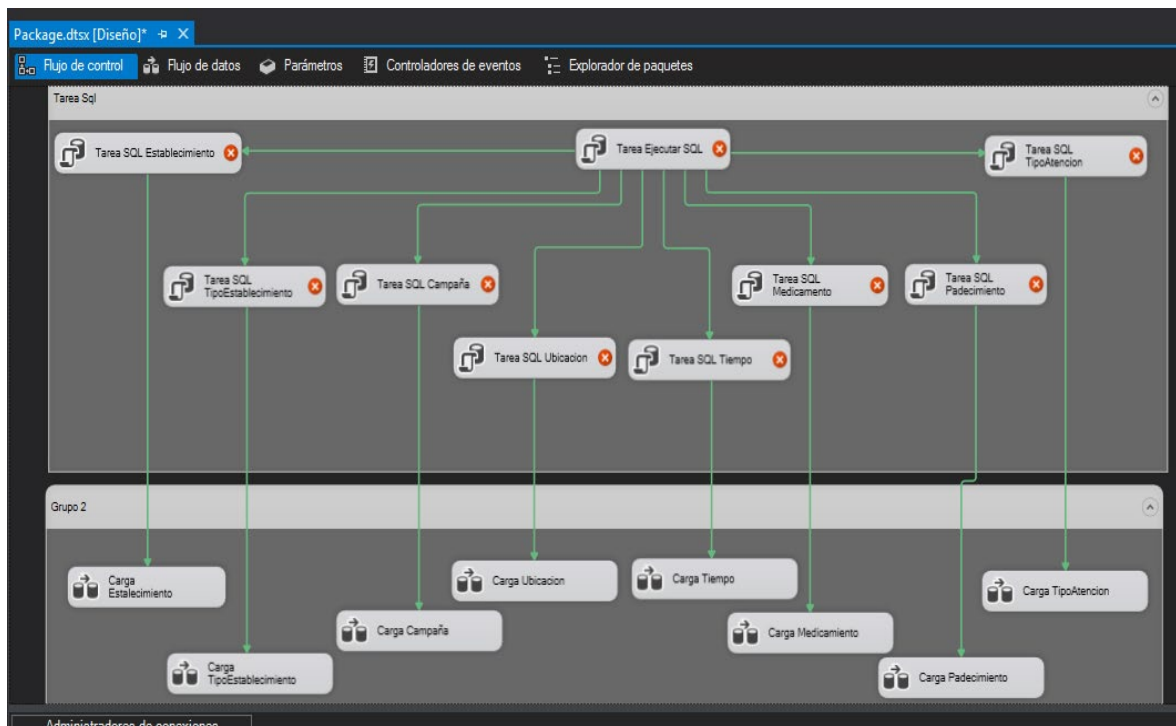 Package.dtsx [Diseño]*
Flujo de control Flujo de datos Parámetros Controladores de eventos Explorador de paquetes
Tarea Sql
Tarea SQL Establecimiento
Tarea Ejecutar SQL
Tarea SQL
TipoAtencion
Tarea SQL
TipoEstablecimiento
Tarea SQL Campaña
Tarea SQL
Medicamento
Tarea SQL
Padecimiento
Tarea SQL Ubicacion
Tarea SQL Tiempo
Grupo 2
Carga
Estalecimiento
Carga Ubicacion
Carga Tiempo
Carga TipoAtencion
Carga Campaña
Carga Medicamiento
Carga
TipoEstablecimiento
Carga Padecimiento
Administradores de conexiones